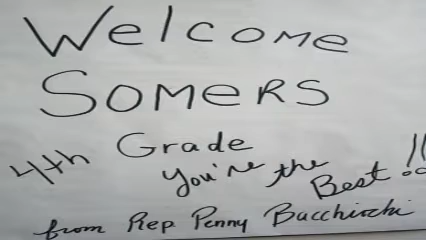 Welcome
Somers
4th Grade
You're the Best!!
from Rep Penny Bacchiochi